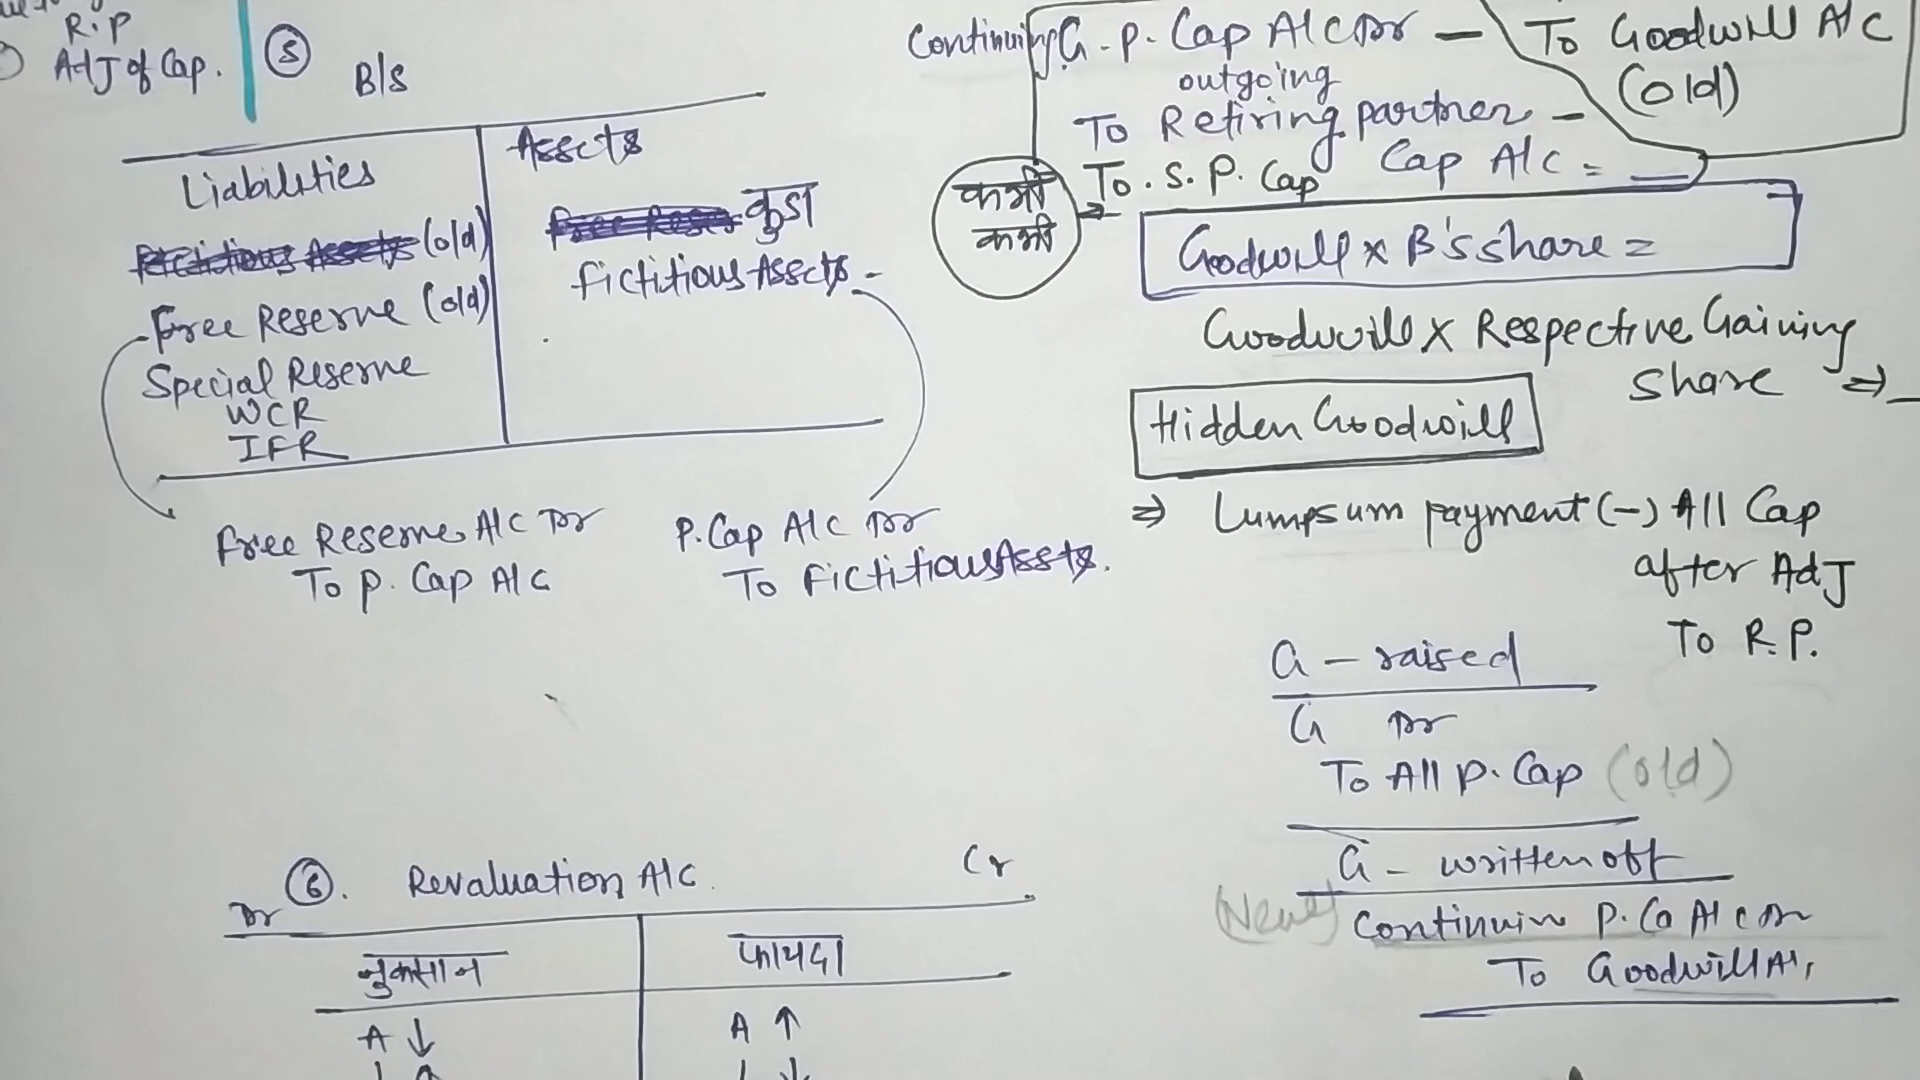 R.P
Adj of Cap.
⑤
B/S
Liabilities
Assets
(old)
Free Reserve (old)
Special Reserve
WCR
IFR
कुडा
fictitious Assets -
Free Reserve A/C Dr
To P. Cap A/C
P. Cap A/C Dr
To Fictitious Assts.
⑥. Revaluation A/C.
Dr
Cr
नुकसान
फायदा
A ↓
A ↑
Continuing G. P. Cap A/C Dr —
outgoing
To Retiring partner —
Cap A/C = __
To Goodwill A/C
(old)
कभी
कभी
→ To. S. P. Cap
Goodwill x B's share =
Goodwill x Respective Gaining
Share ⇒ _
Hidden Goodwill
⇒ Lumpsum payment (-) All Cap
after Adj
To R.P.
G - raised
G Dr
To All P. Cap (old)
G - written off
(New) Continuin P. Ca A/C Dr
To Goodwill A/